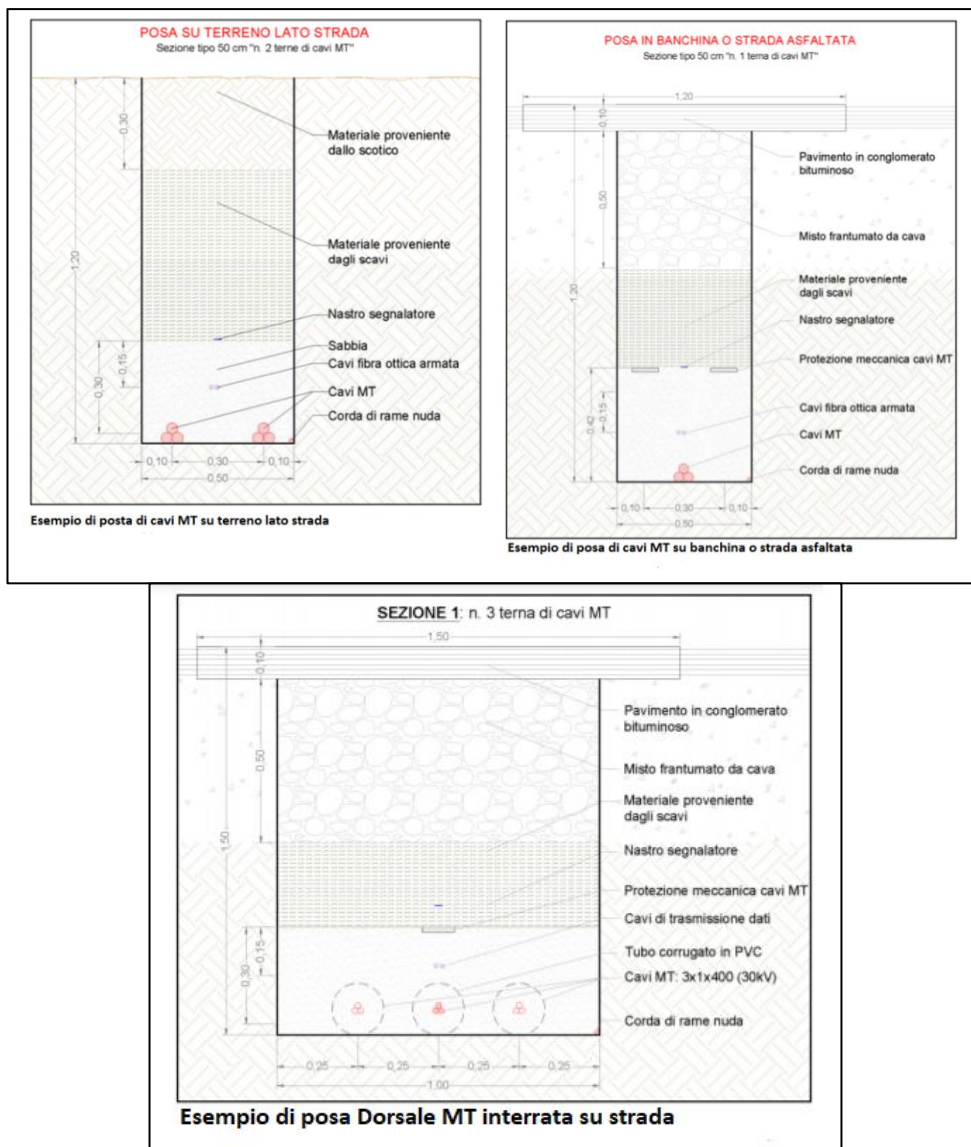 POSA SU TERRENO LATO STRADA
Sezione tipo 50 cm "n. 2 terne di cavi MT"
0,30
Materiale proveniente
dallo scotico
Materiale proveniente
dagli scavi
1,20
Nastro segnalatore
Sabbia
0,15
Cavi fibra ottica armata
0,30
Cavi MT
Corda di rame nuda
0,10
0,30
0,10
0,50
Esempio di posta di cavi MT su terreno lato strada
POSA IN BANCHINA O STRADA ASFALTATA
Sezione tipo 50 cm "n. 1 terna di cavi MT"
1,20
0,10
Pavimento in conglomerato
bituminoso
0,50
Misto frantumato da cava
1,20
Materiale proveniente
dagli scavi
Nastro segnalatore
Protezione meccanica cavi MT
0,42
0,15
Cavi fibra ottica armata
Cavi MT
Corda di rame nuda
0,10
0,30
0,10
0,50
Esempio di posa di cavi MT su banchina o strada asfaltata
SEZIONE 1: n. 3 terna di cavi MT
1,50
0,10
Pavimento in conglomerato
bituminoso
0,50
Misto frantumato da cava
1,50
Materiale proveniente
dagli scavi
Nastro segnalatore
Protezione meccanica cavi MT
Cavi di trasmissione dati
0,15
0,30
Tubo corrugato in PVC
Cavi MT: 3x1x400 (30kV)
Corda di rame nuda
0,25
0,25
0,25
0,25
1,00
Esempio di posa Dorsale MT interrata su strada